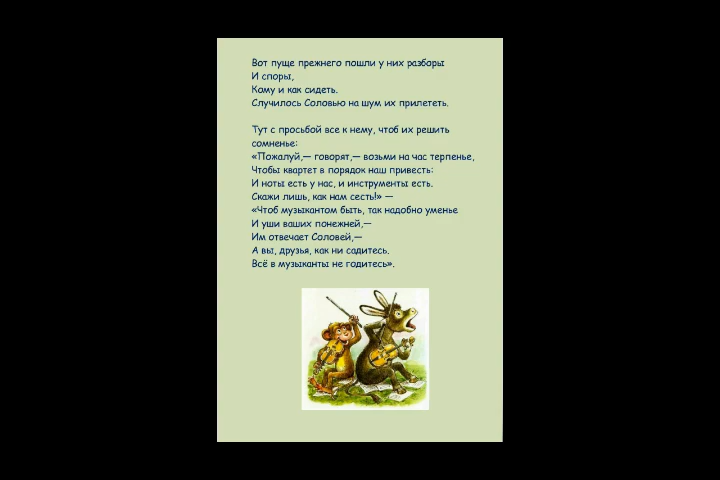 Вот пуще прежнего пошли у них разборы
И споры,
Кому и как сидеть.
Случилось Соловью на шум их прилететь.
Тут с просьбой все к нему, чтоб их решить
сомненье:
«Пожалуй,— говорят,— возьми на час терпенье,
Чтобы квартет в порядок наш привесть:
И ноты есть у нас, и инструменты есть.
Скажи лишь, как нам сесть!» —
«Чтоб музыкантом быть, так надобно уменье
И уши ваших понежней,—
Им отвечает Соловей,—
А вы, друзья, как ни садитесь.
Всё в музыканты не годитесь».